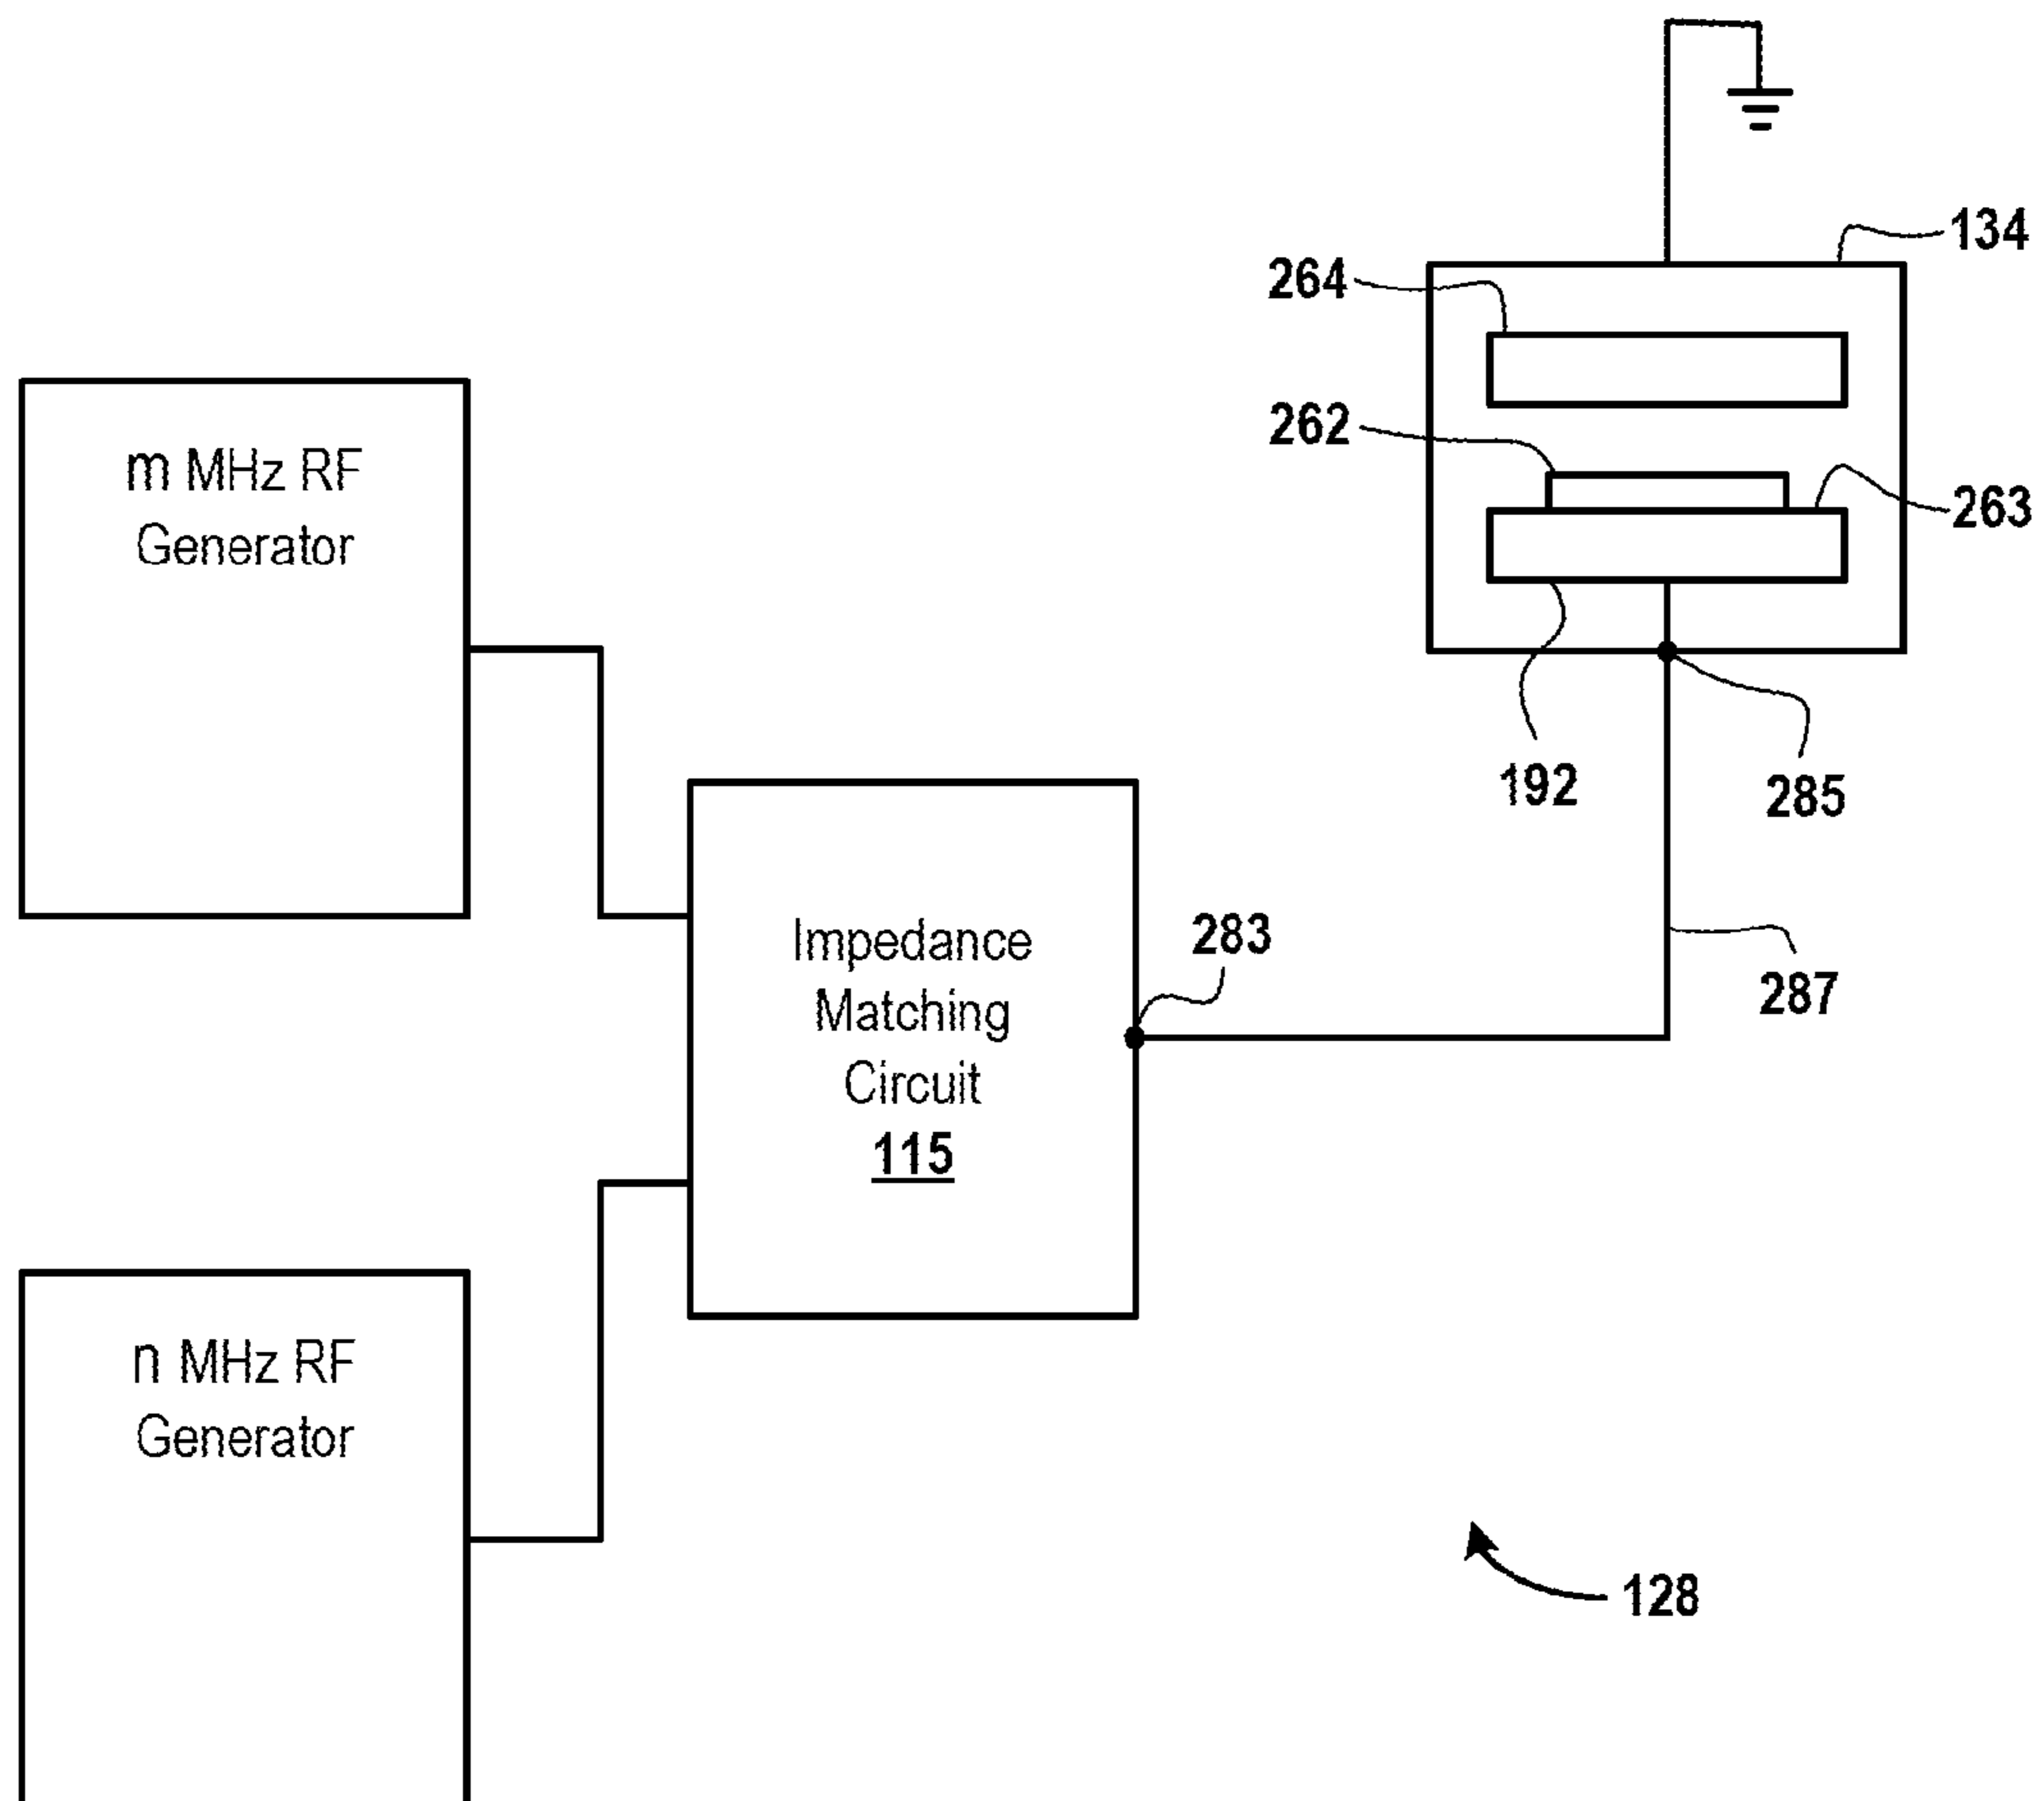 134
264
262
263
m MHz RF
Generator
192
285
283
287
Impedance
Matching
Circuit
115
n MHz RF
Generator
128